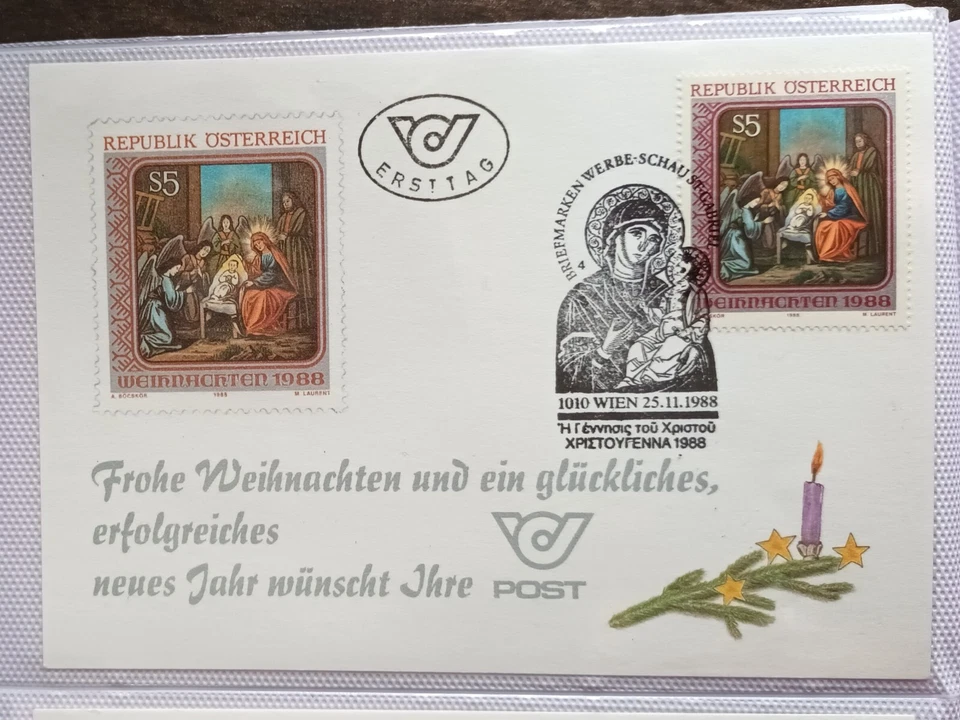 REPUBLIK ÖSTERREICH
S5
WEIHNACHTEN 1988
A. BÖCSKÖR 1988 M. LAURENT
ERSTTAG
REPUBLIK ÖSTERREICH
S5
WEIHNACHTEN 1988
1988 M. LAURENT
BRIEFMARKEN WERBE-SCHAU
4
1010 WIEN 25.11.1988
Ἡ Γέννησις τοῦ Χριστοῦ
ΧΡΙΣΤΟΥΓΕΝΝΑ 1988
Frohe Weihnachten und ein glückliches,
erfolgreiches
neues Jahr wünscht Ihre
POST